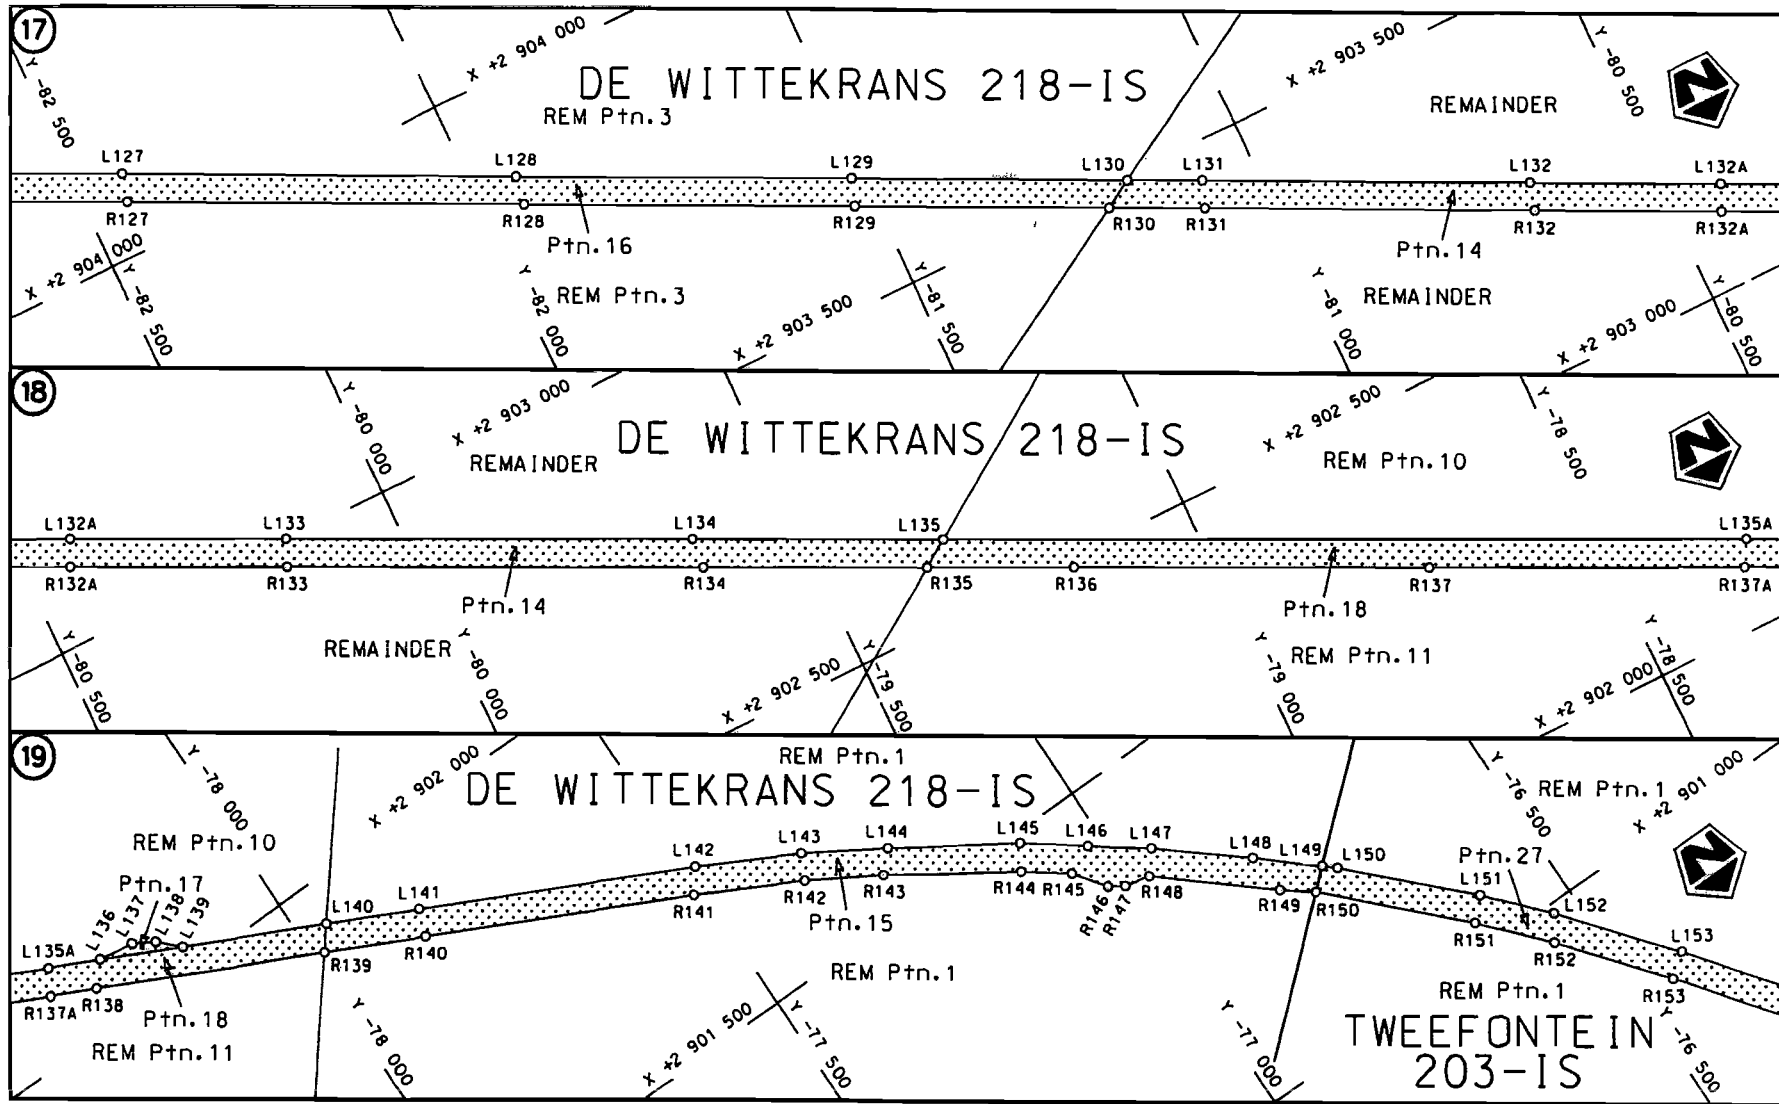 17
Y -82 500
X +2 904 000
DE WITTEKRANS 218-IS
REM Ptn.3
X +2 903 500
Y -80 500
REMAINDER
N
L127
L128
L129
L130
L131
L132
L132A
R127
R128
R129
R130
R131
R132
R132A
Ptn.16
Ptn.14
X +2 904 000
Y -82 500
Y -82 000
REM Ptn.3
X +2 903 500
Y -81 500
Y -81 000
REMAINDER
X +2 903 000
Y -80 500
18
Y -80 000
X +2 903 000
DE WITTEKRANS 218-IS
REMAINDER
X +2 902 500
Y -78 500
REM Ptn.10
N
L132A
L133
L134
L135
L135A
R132A
R133
R134
R135
R136
R137
R137A
Ptn.14
Ptn.18
Y -80 500
REMAINDER
Y -80 000
X +2 902 500
Y -79 500
Y -79 000
REM Ptn.11
X +2 902 000
Y -78 500
19
Y -78 000
X +2 902 000
REM Ptn.1
DE WITTEKRANS 218-IS
Y -76 500
REM Ptn.1
X +2 901 000
N
REM Ptn.10
Ptn.17
L135A
L136
L137
L138
L139
L140
L141
L142
L143
L144
L145
L146
L147
L148
L149
L150
L151
Ptn.27
L152
L153
R137A
R138
R139
R140
R141
R142
R143
R144
R145
R146
R147
R148
R149
R150
R151
R152
R153
Ptn.18
Ptn.15
REM Ptn.11
Y -78 000
X +2 901 500
Y -77 500
REM Ptn.1
Y -77 000
REM Ptn.1
TWEEFONTEIN
203-IS
Y -76 500